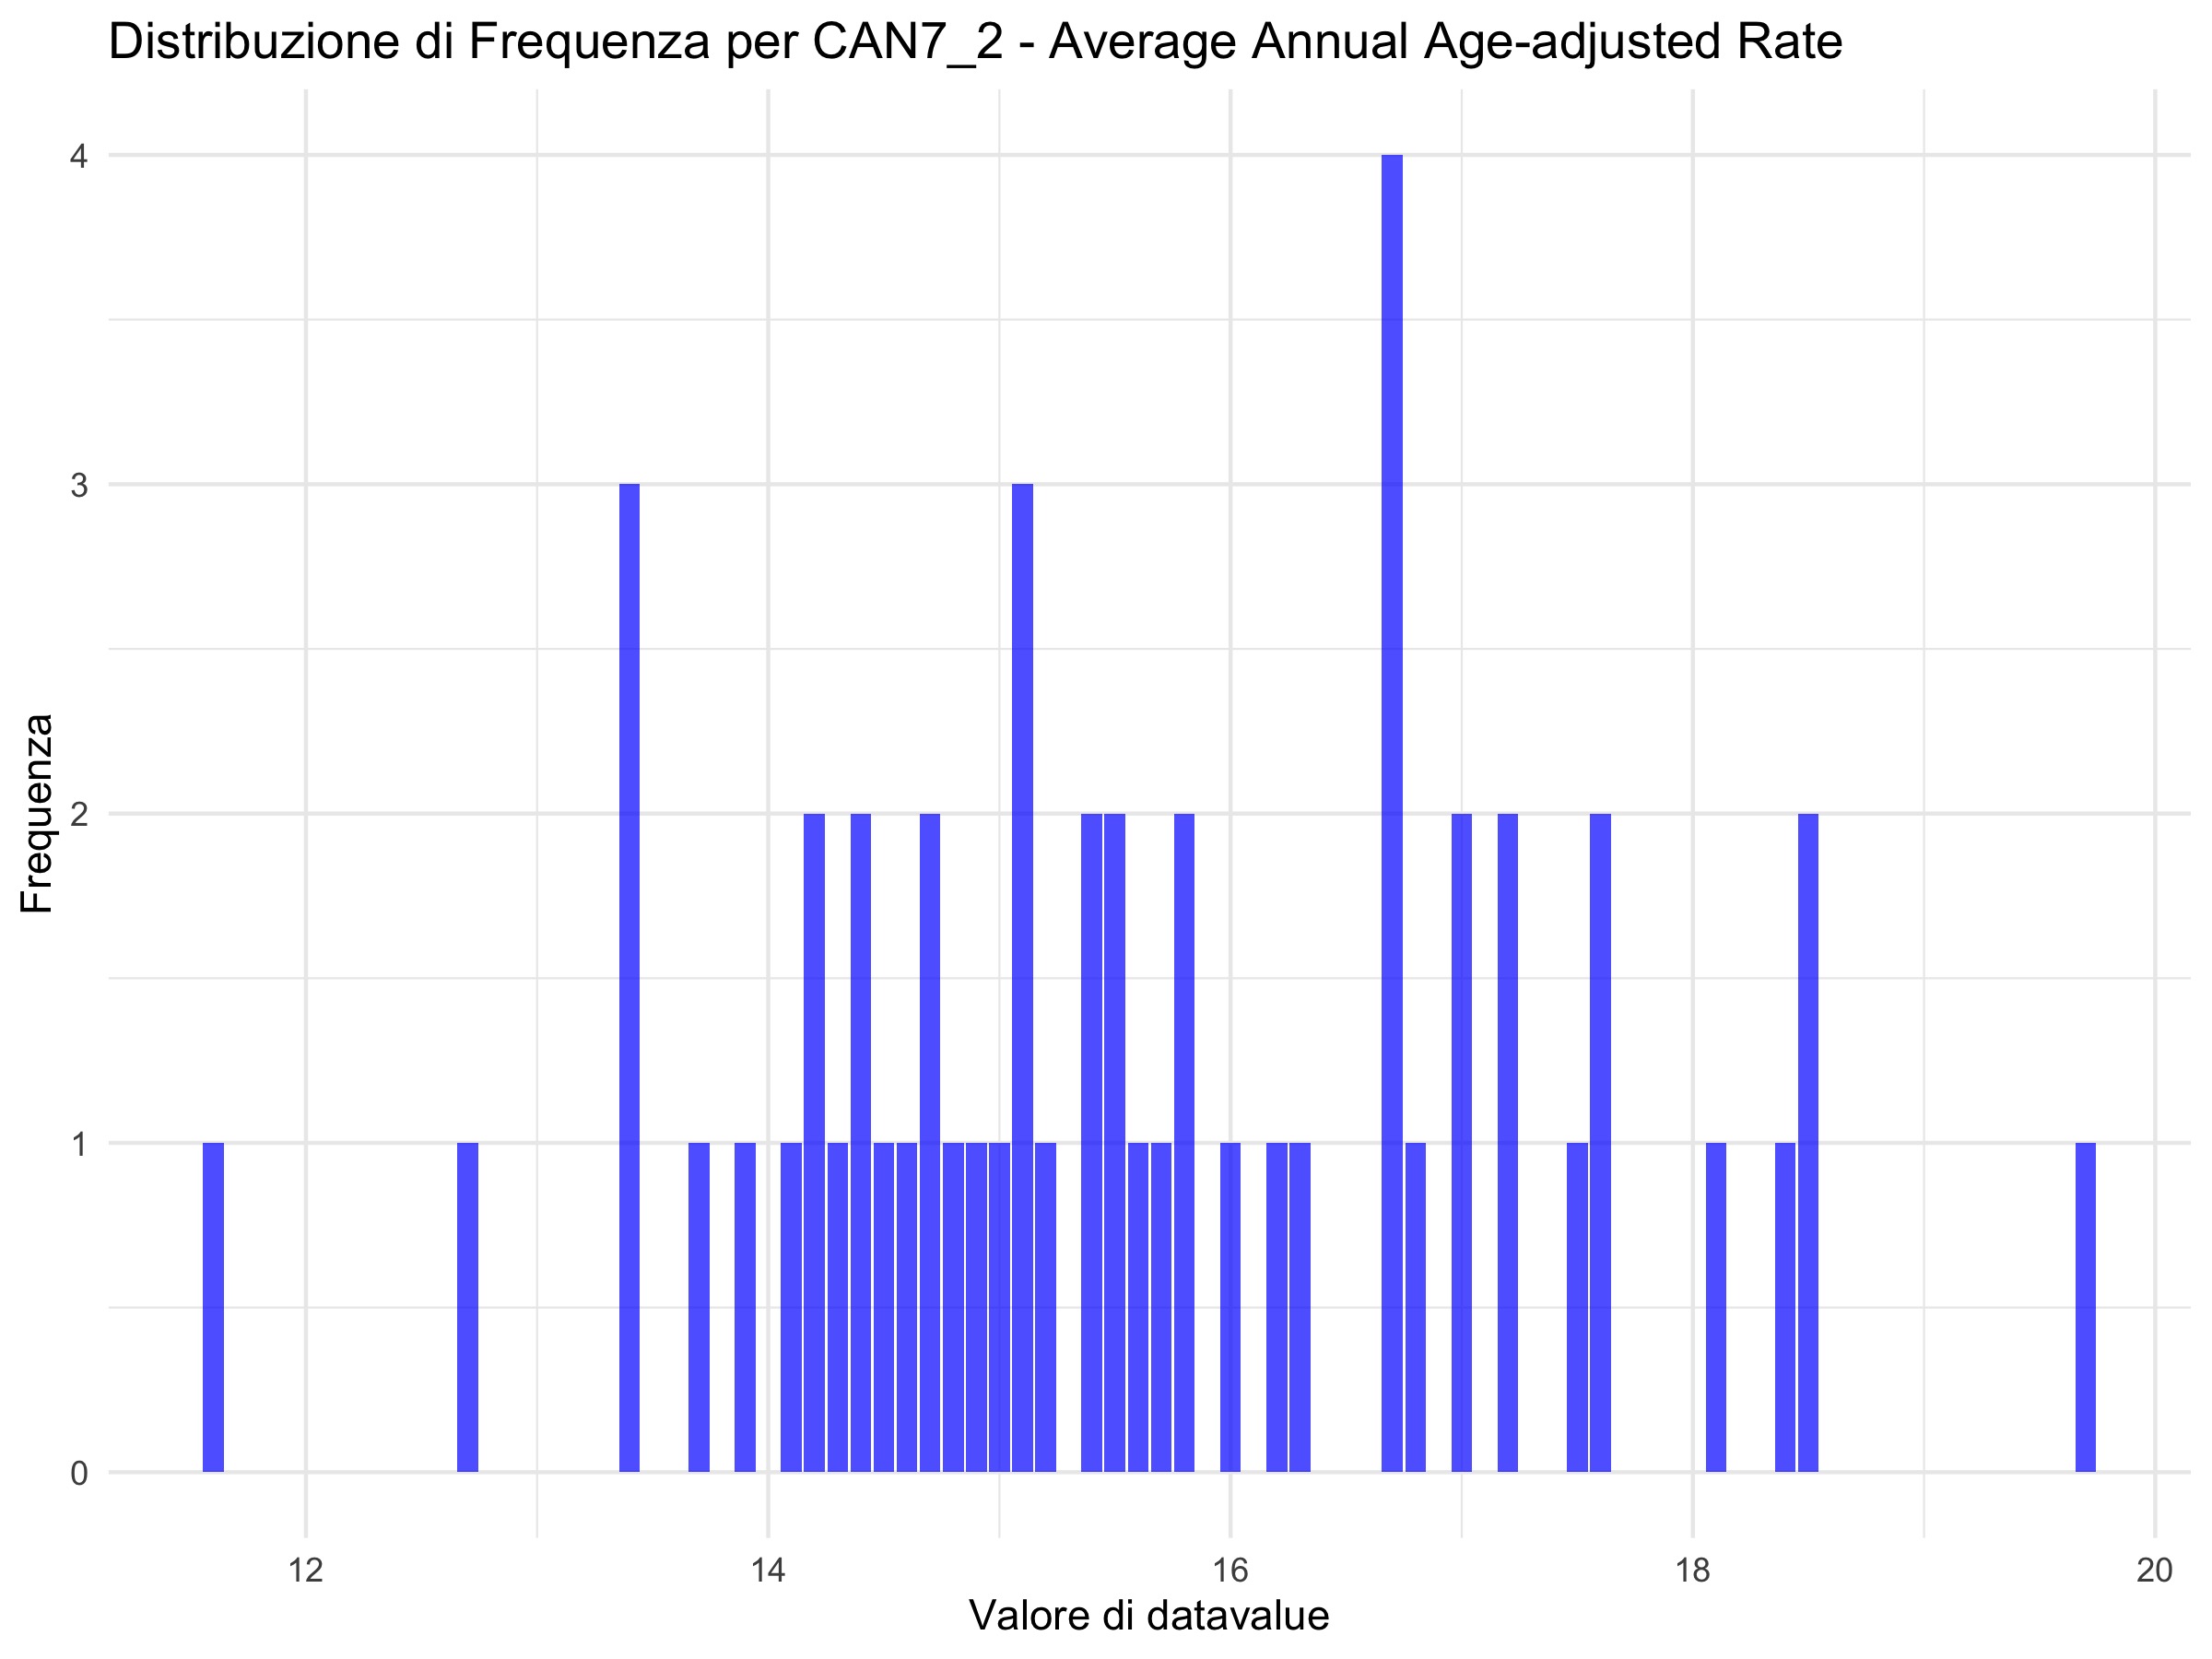 Distribuzione di Frequenza per CAN7_2 - Average Annual Age-adjusted Rate
4
3
2
1
0
Frequenza
12 14 16 18 20
Valore di datavalue